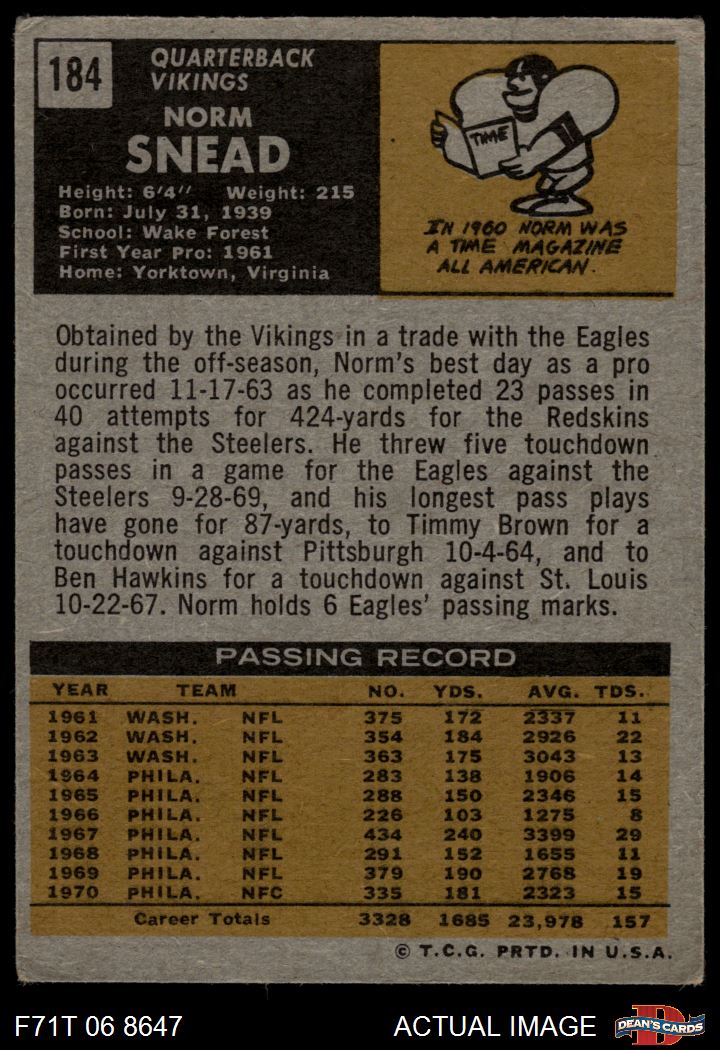 184
QUARTERBACK
VIKINGS
NORM
SNEAD
Height: 6'4" Weight: 215
Born: July 31, 1939
School: Wake Forest
First Year Pro: 1961
Home: Yorktown, Virginia
TIME
IN 1960 NORM WAS
A TIME MAGAZINE
ALL AMERICAN.
Obtained by the Vikings in a trade with the Eagles
during the off-season, Norm's best day as a pro
occurred 11-17-63 as he completed 23 passes in
40 attempts for 424-yards for the Redskins
against the Steelers. He threw five touchdown
passes in a game for the Eagles against the
Steelers 9-28-69, and his longest pass plays
have gone for 87-yards, to Timmy Brown for a
touchdown against Pittsburgh 10-4-64, and to
Ben Hawkins for a touchdown against St. Louis
10-22-67. Norm holds 6 Eagles' passing marks.
PASSING RECORD
YEAR TEAM NO. YDS. AVG. TDS.
1961 WASH. NFL 375 172 2337 11
1962 WASH. NFL 354 184 2926 22
1963 WASH. NFL 363 175 3043 13
1964 PHILA. NFL 283 138 1906 14
1965 PHILA. NFL 288 150 2346 15
1966 PHILA. NFL 226 103 1275 8
1967 PHILA. NFL 434 240 3399 29
1968 PHILA. NFL 291 152 1655 11
1969 PHILA. NFL 379 190 2768 19
1970 PHILA. NFC 335 181 2323 15
Career Totals 3328 1685 23,978 157
© T.C.G. PRTD. IN U.S.A.
F71T 06 8647 ACTUAL IMAGE
D
DEAN'S CARDS